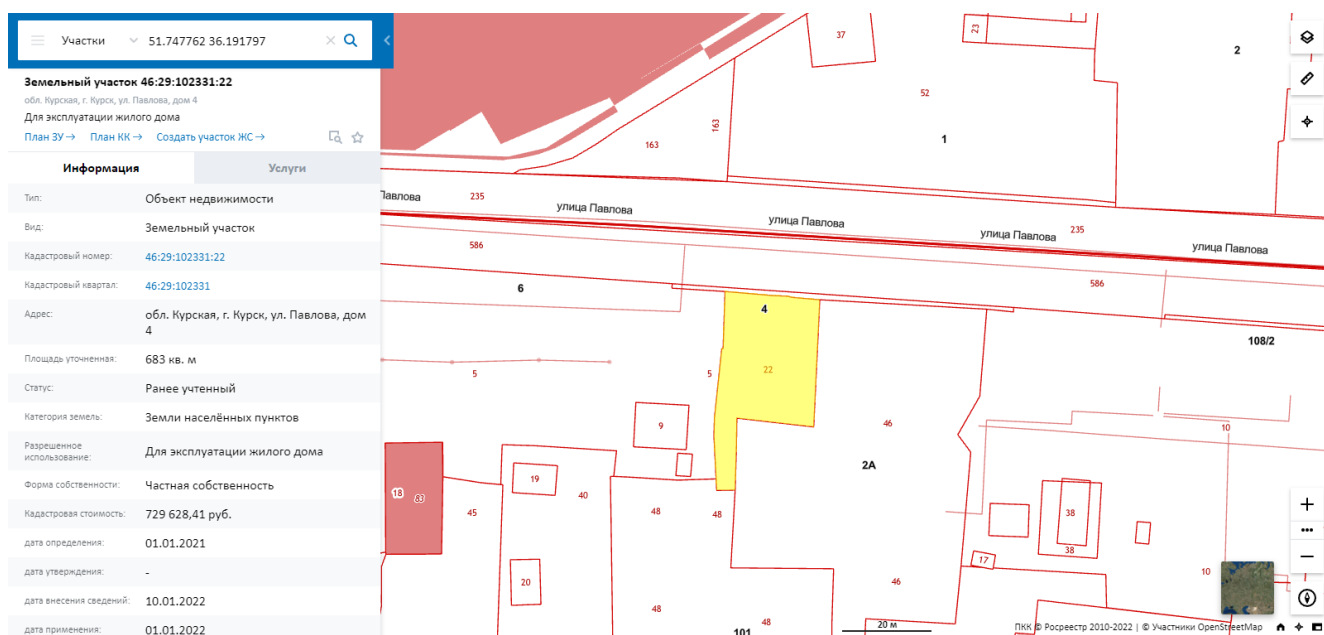 Участки
51.747762 36.191797
Земельный участок 46:29:102331:22
обл. Курская, г. Курск, ул. Павлова, дом 4
Для эксплуатации жилого дома
План ЗУ → План КК → Создать участок ЖС →
Информация
Услуги
Тип: Объект недвижимости
Вид: Земельный участок
Кадастровый номер: 46:29:102331:22
Кадастровый квартал: 46:29:102331
Адрес: обл. Курская, г. Курск, ул. Павлова, дом
4
Площадь уточненная: 683 кв. м
Статус: Ранее учтенный
Категория земель: Земли населённых пунктов
Разрешенное
использование: Для эксплуатации жилого дома
Форма собственности: Частная собственность
Кадастровая стоимость: 729 628,41 руб.
дата определения: 01.01.2021
дата утверждения: -
дата внесения сведений: 10.01.2022
дата применения: 01.01.2022
37
23
2
52
163
163
1
Павлова
235
улица Павлова
улица Павлова
улица Павлова
235
улица Павлова
586
586
6
4
108/2
22
5
5
9
46
10
2А
18
83
19
40
45
48
48
38
38
17
20
46
10
48
48
101
20 м
ПКК © Росреестр 2010-2022 | © Участники OpenStreetMap